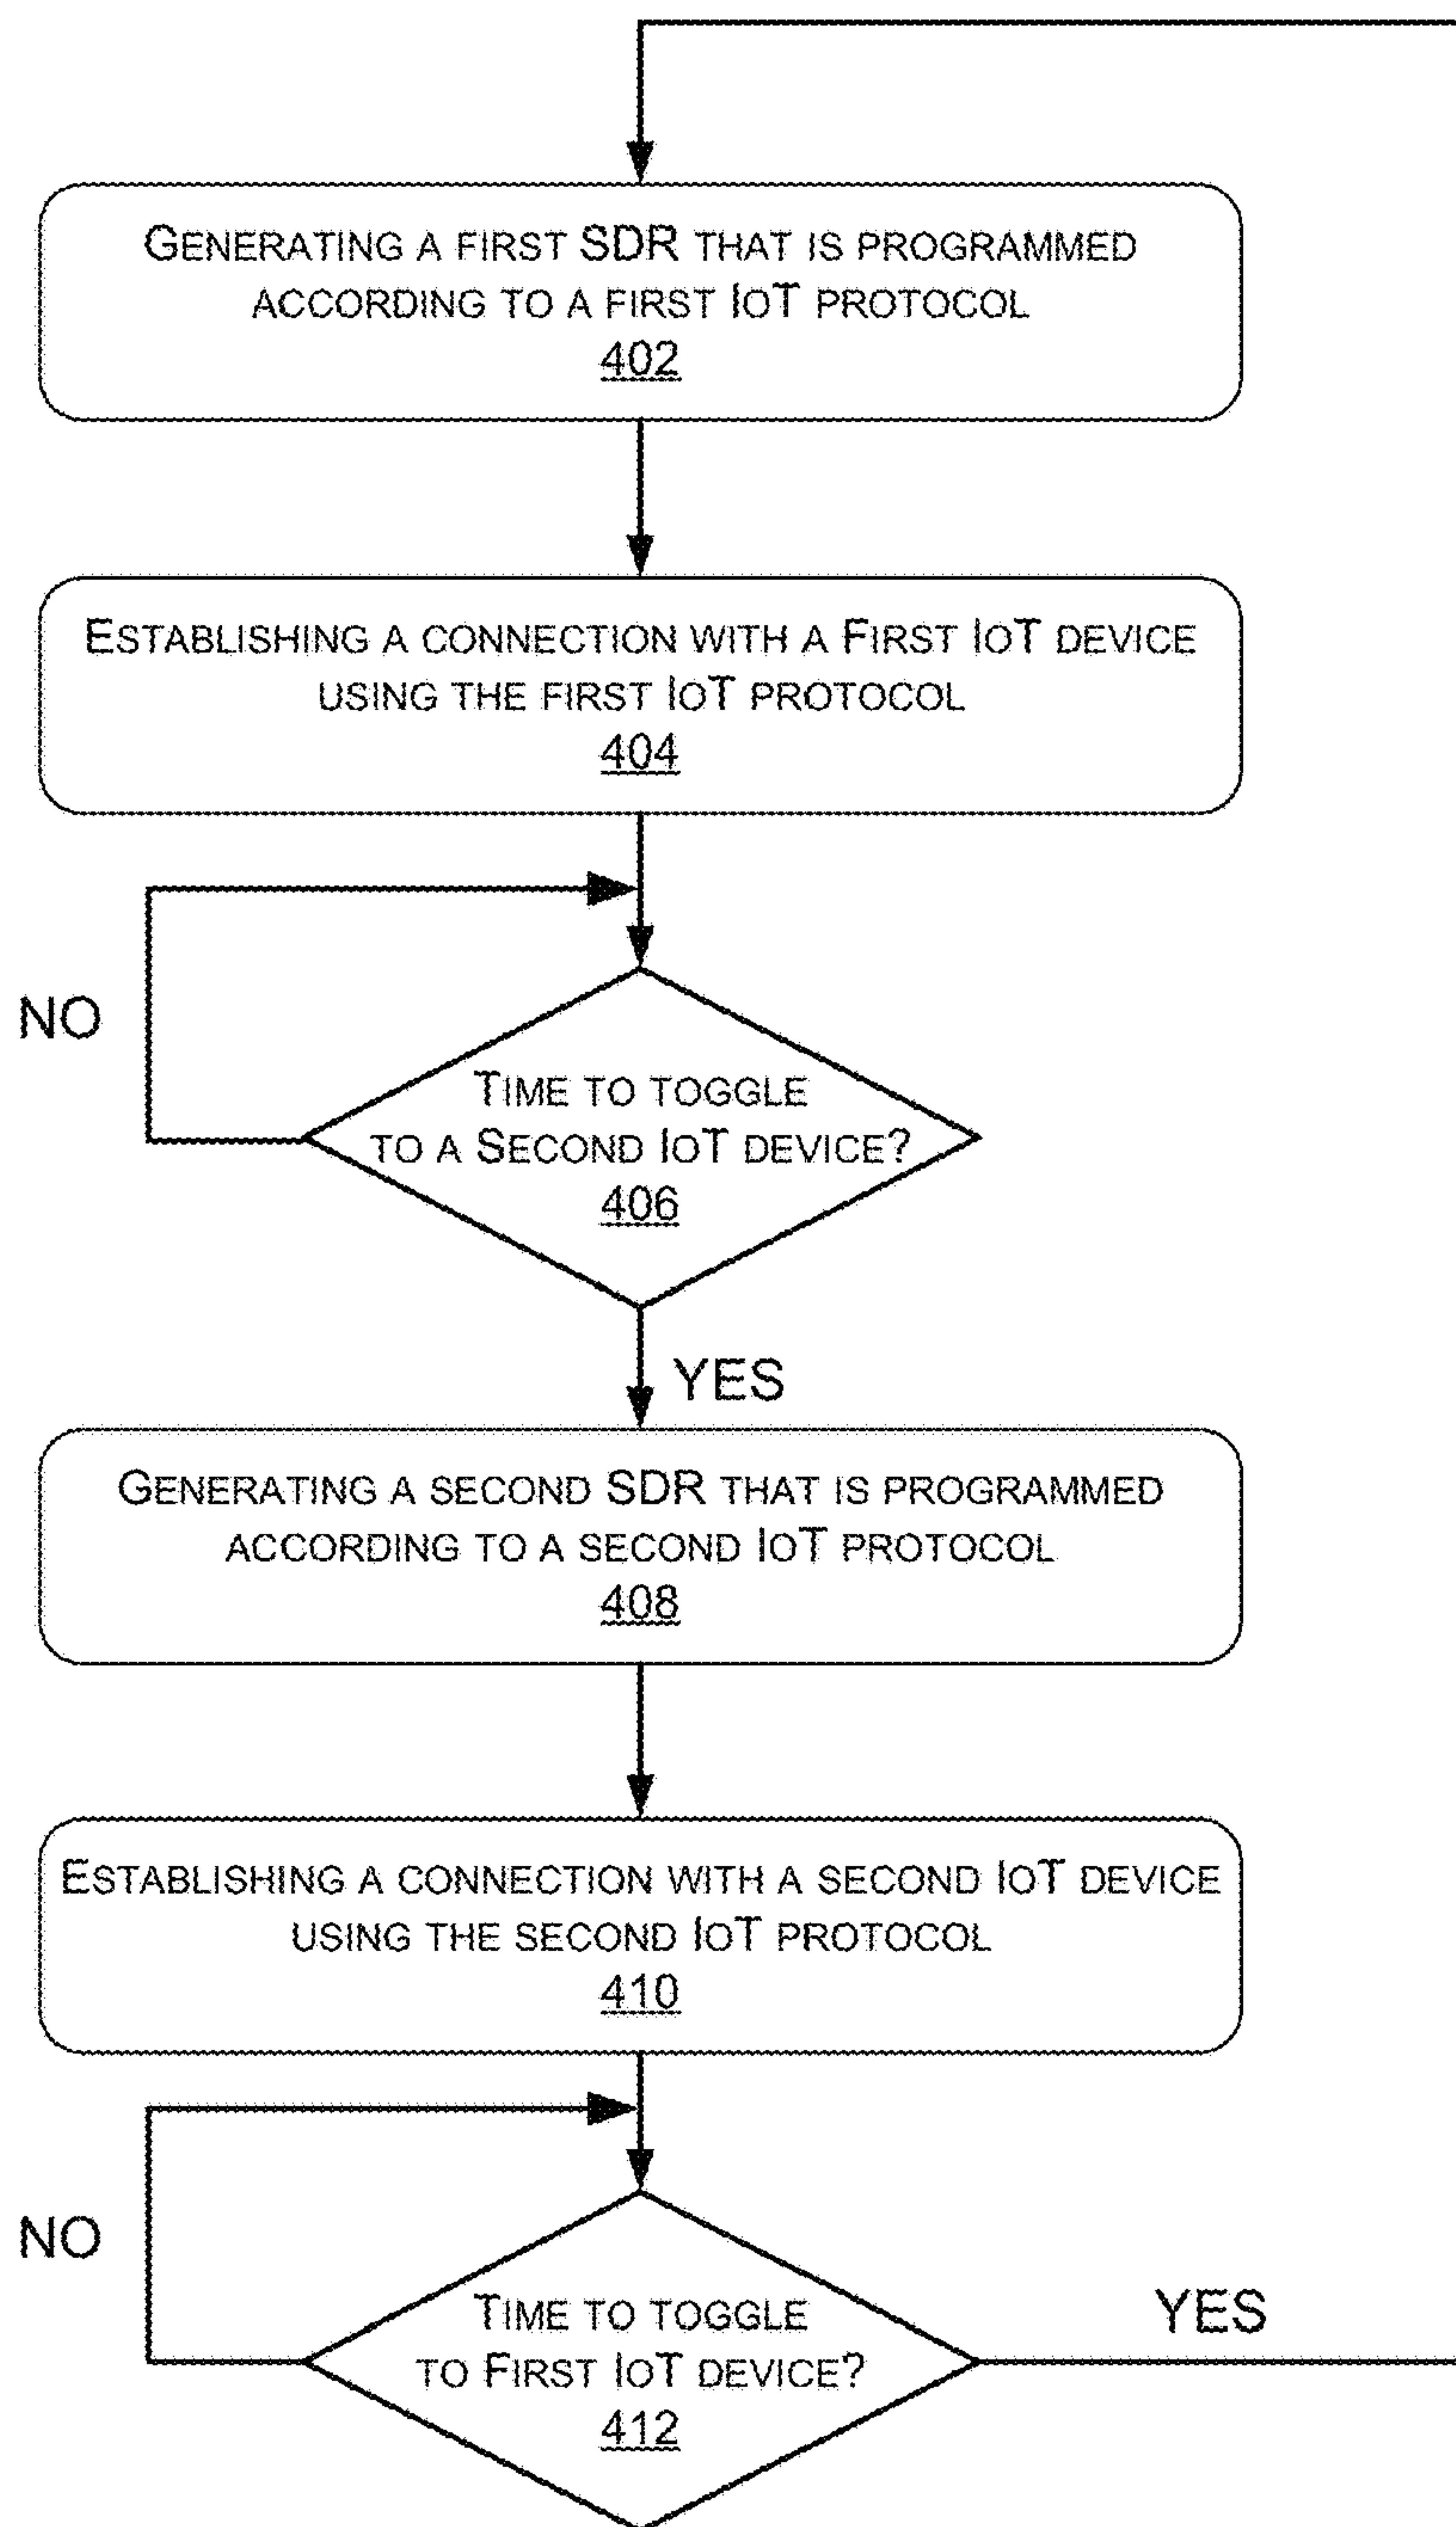 GENERATING A FIRST SDR THAT IS PROGRAMMED
ACCORDING TO A FIRST IOT PROTOCOL
402
ESTABLISHING A CONNECTION WITH A FIRST IOT DEVICE
USING THE FIRST IOT PROTOCOL
404
NO
TIME TO TOGGLE
TO A SECOND IOT DEVICE?
406
YES
GENERATING A SECOND SDR THAT IS PROGRAMMED
ACCORDING TO A SECOND IOT PROTOCOL
408
ESTABLISHING A CONNECTION WITH A SECOND IOT DEVICE
USING THE SECOND IOT PROTOCOL
410
NO
TIME TO TOGGLE
TO FIRST IOT DEVICE?
412
YES